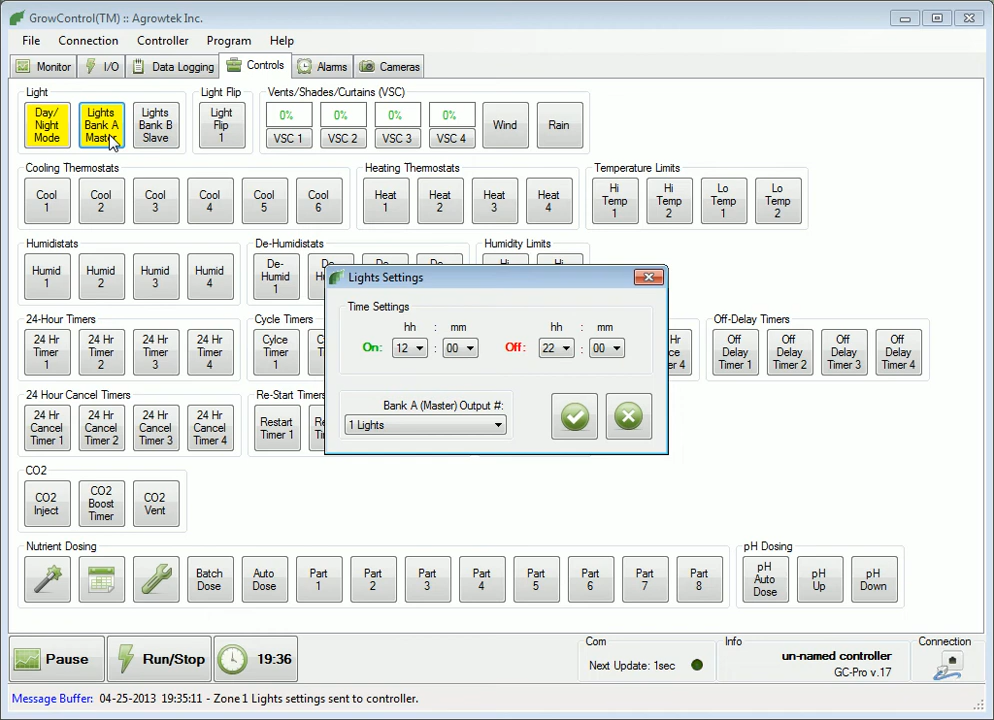 GrowControl(TM) :: Agrowtek Inc.
File Connection Controller Program Help
Monitor I/O Data Logging Controls Alarms Cameras
Light Light Flip Vents/Shades/Curtains (VSC)
Day/ Night Mode
Lights Bank A
Lights Bank B Slave
Light Flip 1
0% 0% 0% 0%
VSC 1 VSC 2 VSC 3 VSC 4
Wind Rain
Cooling Thermostats Heating Thermostats Temperature Limits
Cool 1 Cool 2 Cool 3 Cool 4 Cool 5 Cool 6
Heat 1 Heat 2 Heat 3 Heat 4
Hi Temp 1 Hi Temp 2 Lo Temp 1 Lo Temp 2
Humidistats De-Humidistats Humidity Limits
Humid 1 Humid 2 Humid 3 Humid 4
De-Humid 1
Lights Settings
Time Settings
hh : mm hh : mm
On: 12 : 00 Off: 22 : 00
Bank A (Master) Output #:
1 Lights
24-Hour Timers Cycle Timers Off-Delay Timers
24 Hr Timer 1 24 Hr Timer 2 24 Hr Timer 3 24 Hr Timer 4
Cylce Timer 1
Off Delay Timer 1 Off Delay Timer 2 Off Delay Timer 3 Off Delay Timer 4
24 Hr Cancel Timers Re-Start Timers
24 Hr Cancel Timer 1 24 Hr Cancel Timer 2 24 Hr Cancel Timer 3 24 Hr Cancel Timer 4
Restart Timer 1
CO2
CO2 Inject CO2 Boost Timer CO2 Vent
Nutrient Dosing pH Dosing
Batch Dose Auto Dose Part 1 Part 2 Part 3 Part 4 Part 5 Part 6 Part 7 Part 8
pH Auto Dose pH Up pH Down
Pause Run/Stop 19:36
Com Info Connection
Next Update: 1sec
un-named controller
GC-Pro v.17
Message Buffer: 04-25-2013 19:35:11 - Zone 1 Lights settings sent to controller.